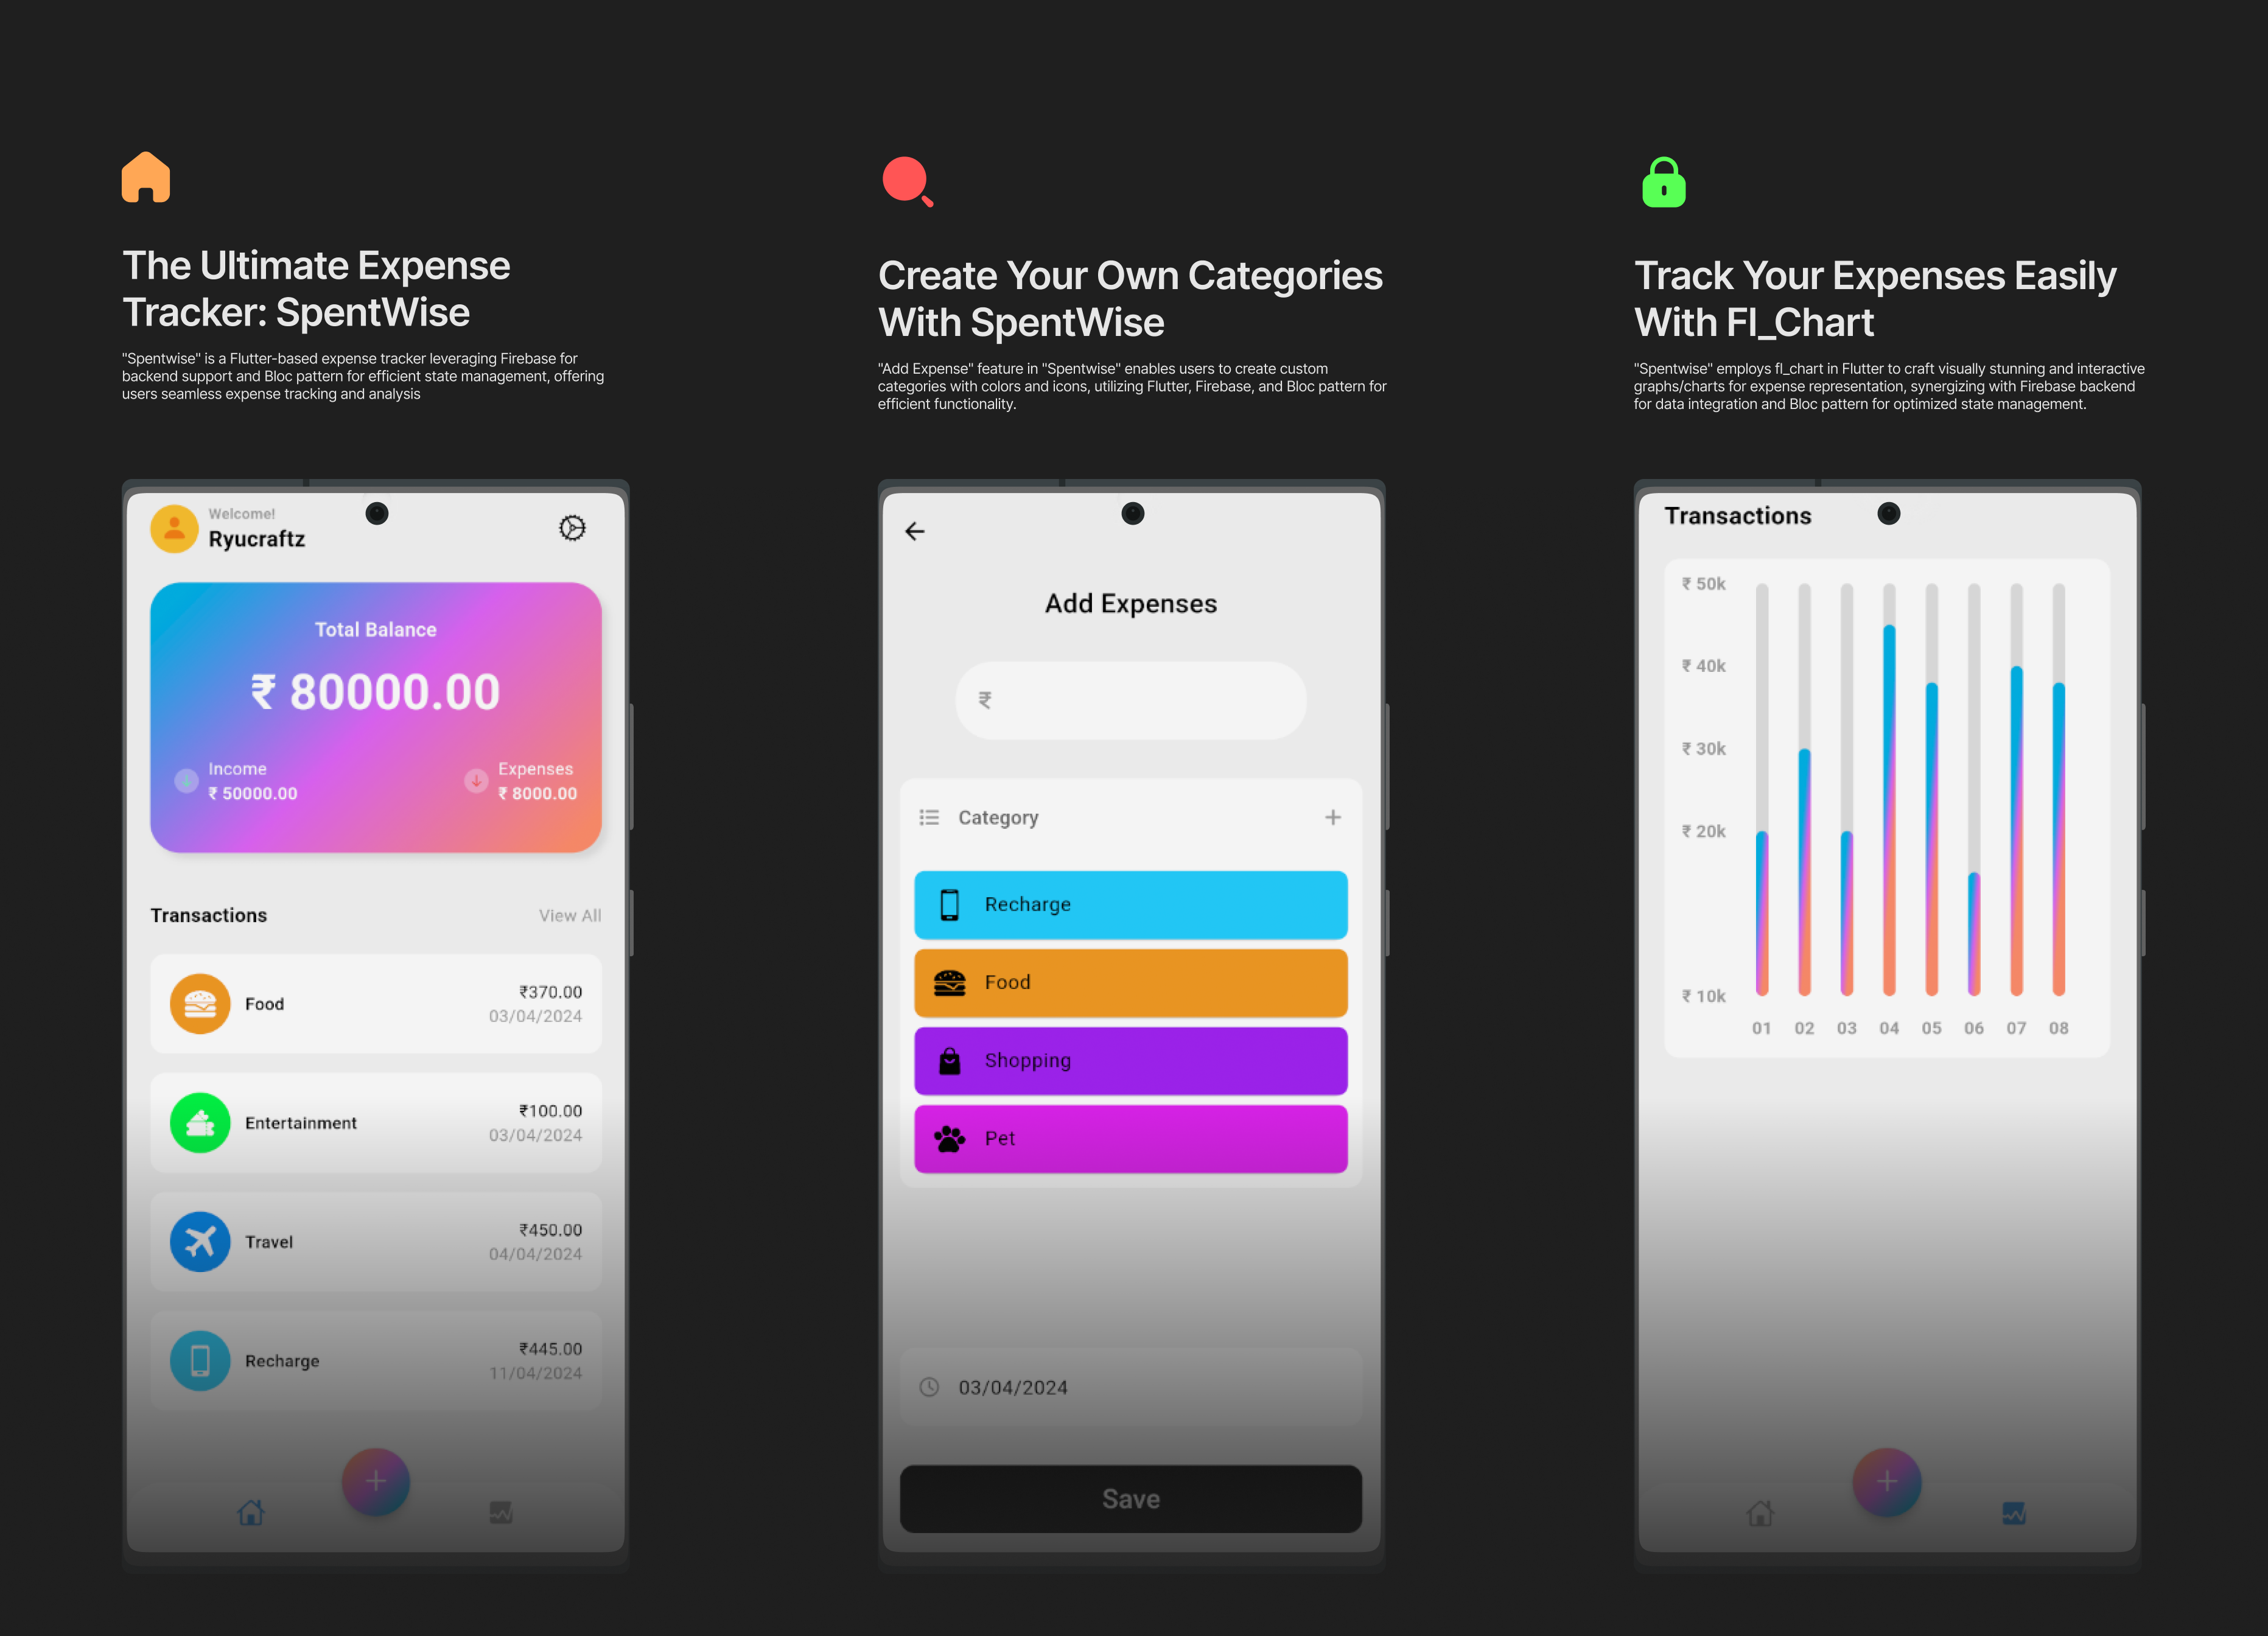 The Ultimate Expense
Tracker: SpentWise
"Spentwise" is a Flutter-based expense tracker leveraging Firebase for
backend support and Bloc pattern for efficient state management, offering
users seamless expense tracking and analysis
Welcome!
Ryucraftz
Total Balance
₹ 80000.00
Income
₹ 50000.00
Expenses
₹ 8000.00
Transactions
View All
Food
₹370.00
03/04/2024
Entertainment
₹100.00
03/04/2024
Travel
₹450.00
04/04/2024
Recharge
₹445.00
11/04/2024
Create Your Own Categories
With SpentWise
"Add Expense" feature in "Spentwise" enables users to create custom
categories with colors and icons, utilizing Flutter, Firebase, and Bloc pattern for
efficient functionality.
Add Expenses
₹
Category
Recharge
Food
Shopping
Pet
03/04/2024
Save
Track Your Expenses Easily
With Fl_Chart
"Spentwise" employs fl_chart in Flutter to craft visually stunning and interactive
graphs/charts for expense representation, synergizing with Firebase backend
for data integration and Bloc pattern for optimized state management.
Transactions
₹ 50k
₹ 40k
₹ 30k
₹ 20k
₹ 10k
01 02 03 04 05 06 07 08